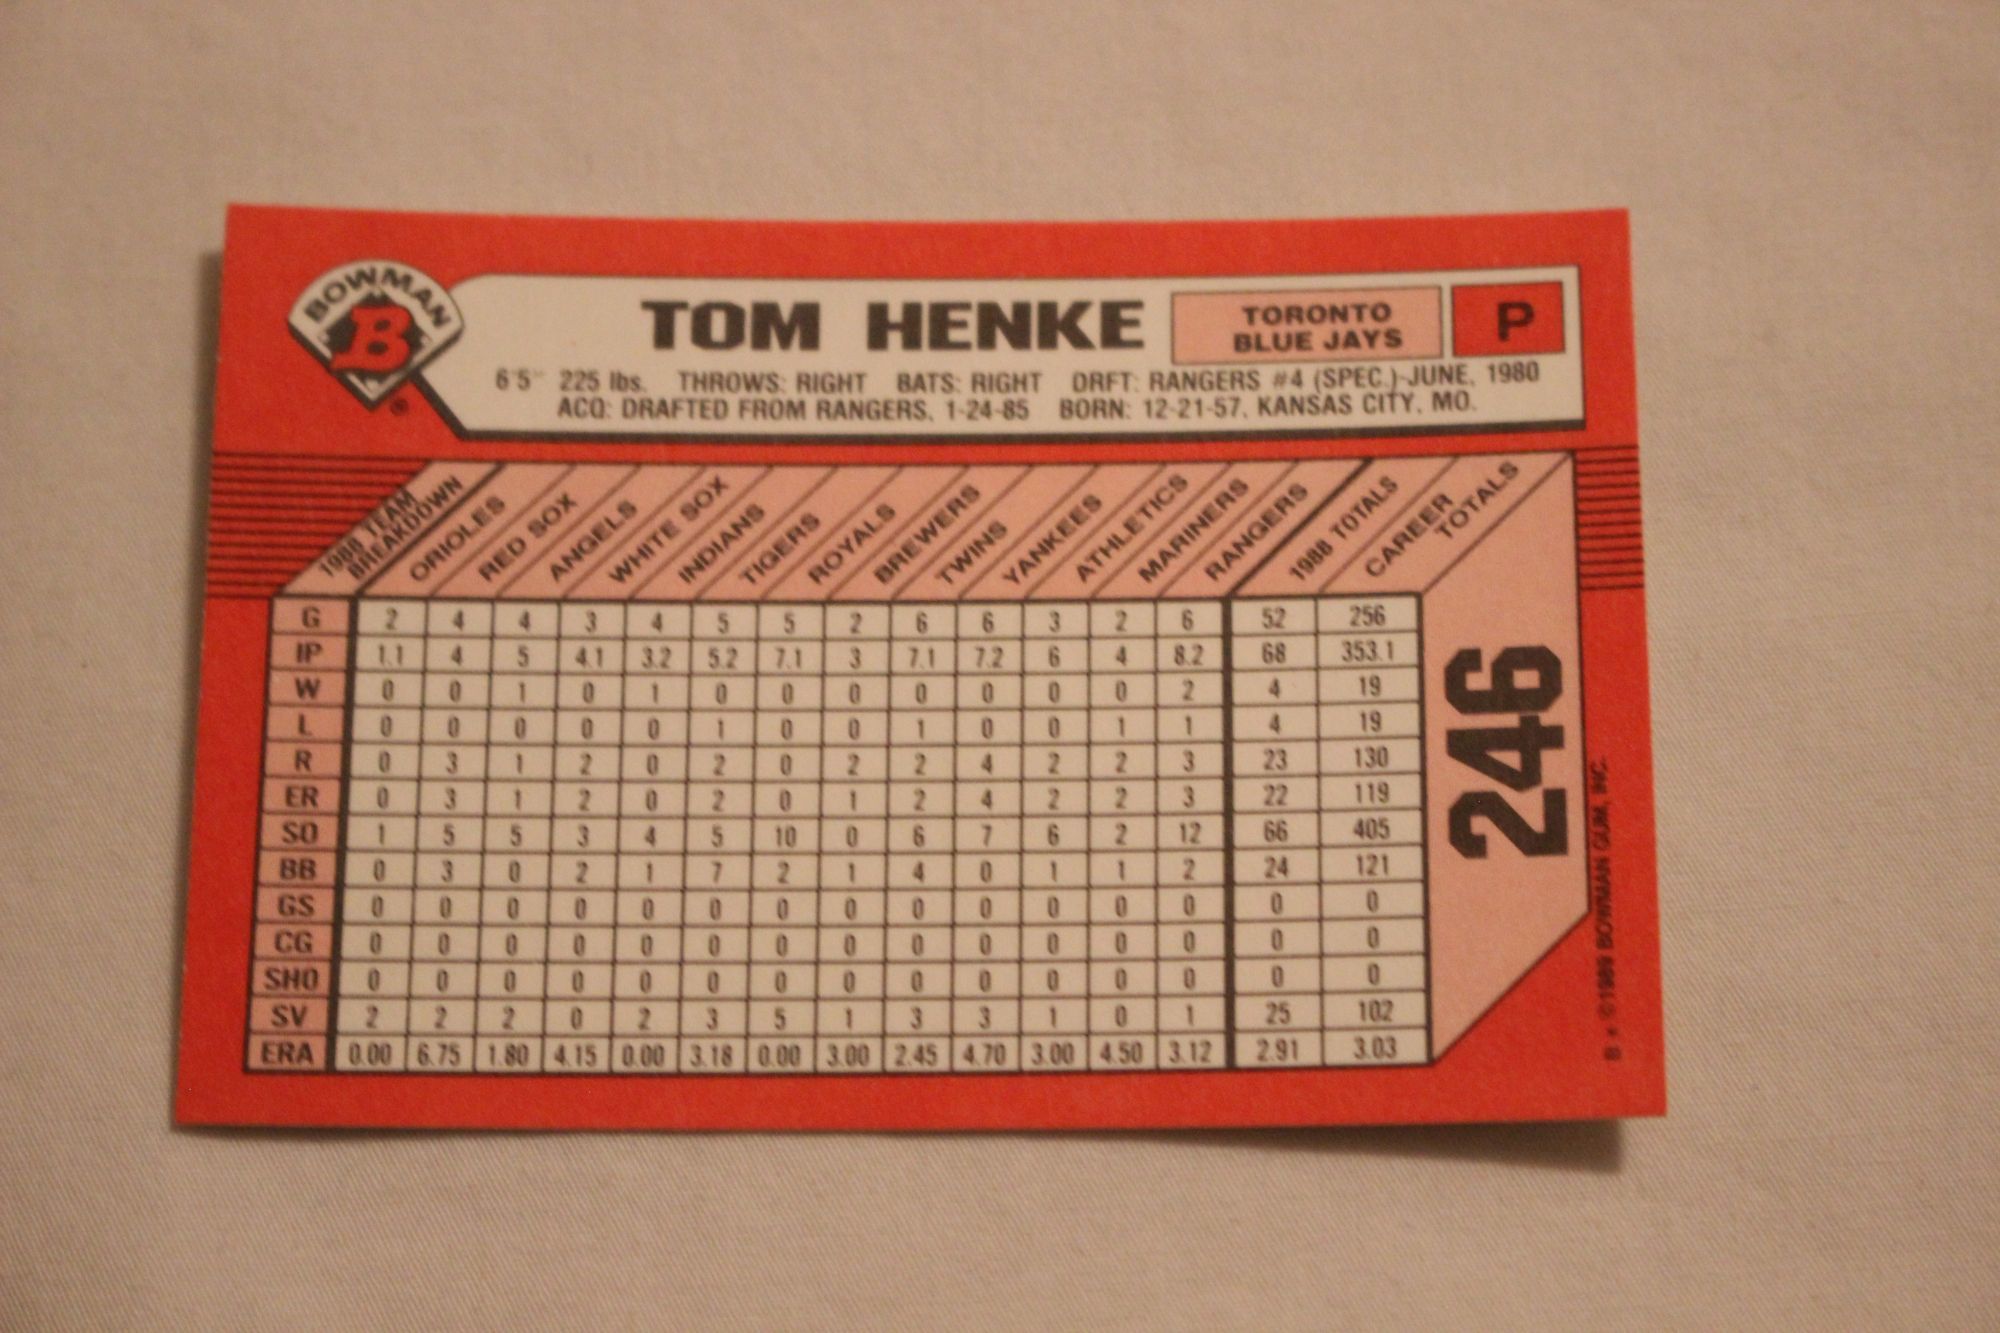 BOWMAN
B
®
TOM HENKE
TORONTO
BLUE JAYS
P
6'5" 225 lbs. THROWS: RIGHT BATS: RIGHT DRFT: RANGERS #4 (SPEC.)-JUNE, 1980
ACQ: DRAFTED FROM RANGERS, 1-24-85 BORN: 12-21-57, KANSAS CITY, MO.
1988 TEAM
BREAKDOWN
ORIOLES
RED SOX
ANGELS
WHITE SOX
INDIANS
TIGERS
ROYALS
BREWERS
TWINS
YANKEES
ATHLETICS
MARINERS
RANGERS
1988 TOTALS
CAREER
TOTALS
G 2 4 4 3 4 5 5 2 6 6 3 2 6 52 256
IP 1.1 4 5 4.1 3.2 5.2 7.1 3 7.1 7.2 6 4 8.2 68 353.1
W 0 0 1 0 1 0 0 0 0 0 0 0 2 4 19
L 0 0 0 0 0 1 0 0 1 0 0 1 1 4 19
R 0 3 1 2 0 2 0 2 2 4 2 2 3 23 130
ER 0 3 1 2 0 2 0 1 2 4 2 2 3 22 119
SO 1 5 5 3 4 5 10 0 6 7 6 2 12 66 405
BB 0 3 0 2 1 7 2 1 4 0 1 1 2 24 121
GS 0 0 0 0 0 0 0 0 0 0 0 0 0 0 0
CG 0 0 0 0 0 0 0 0 0 0 0 0 0 0 0
SHO 0 0 0 0 0 0 0 0 0 0 0 0 0 0 0
SV 2 2 2 0 2 3 5 1 3 3 1 0 1 25 102
ERA 0.00 6.75 1.80 4.15 0.00 3.18 0.00 3.00 2.45 4.70 3.00 4.50 3.12 2.91 3.03
246
B * ©1989 BOWMAN GUM, INC.